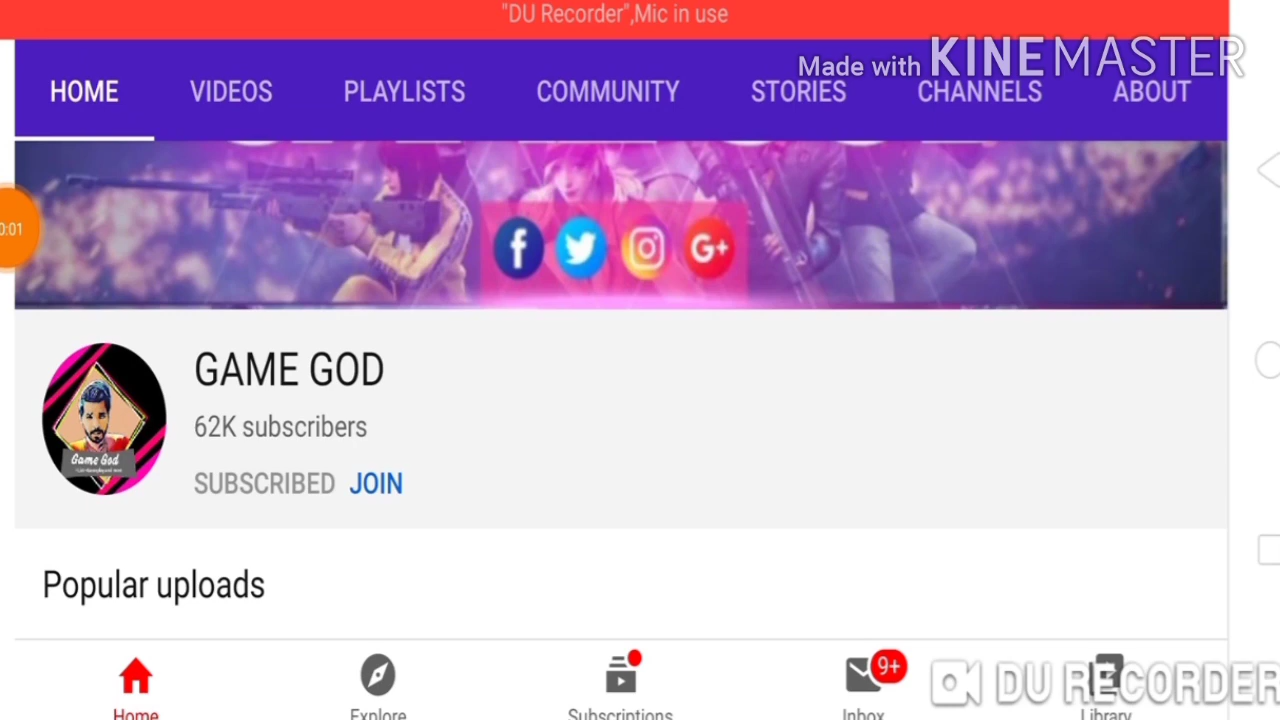 "DU Recorder",Mic in use
Made with KINEMASTER
HOME VIDEOS PLAYLISTS COMMUNITY STORIES CHANNELS ABOUT
0:01
f G+
GAME GOD
62K subscribers
Game God
SUBSCRIBED JOIN
Popular uploads
9+
DU RECORDER
Home Explore Subscriptions Inbox Library